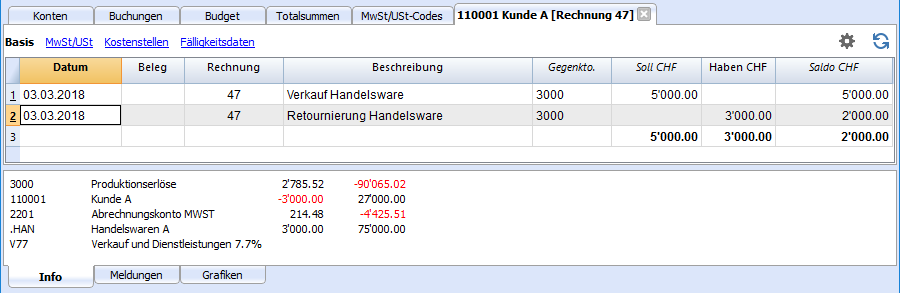 Konten Buchungen Budget Totalsummen MwSt/USt-Codes 110001 Kunde A [Rechnung 47]
Basis MwSt/USt Kostenstellen Fälligkeitsdaten
Datum Beleg Rechnung Beschreibung Gegenkto. Soll CHF Haben CHF Saldo CHF
1 03.03.2018 47 Verkauf Handelsware 3000 5'000.00 5'000.00
2 03.03.2018 47 Retournierung Handelsware 3000 3'000.00 2'000.00
3 5'000.00 3'000.00 2'000.00
3000 Produktionserlöse 2'785.52 -90'065.02
110001 Kunde A -3'000.00 27'000.00
2201 Abrechnungskonto MWST 214.48 -4'425.51
.HAN Handelswaren A 3'000.00 75'000.00
V77 Verkauf und Dienstleistungen 7.7%
Info Meldungen Grafiken